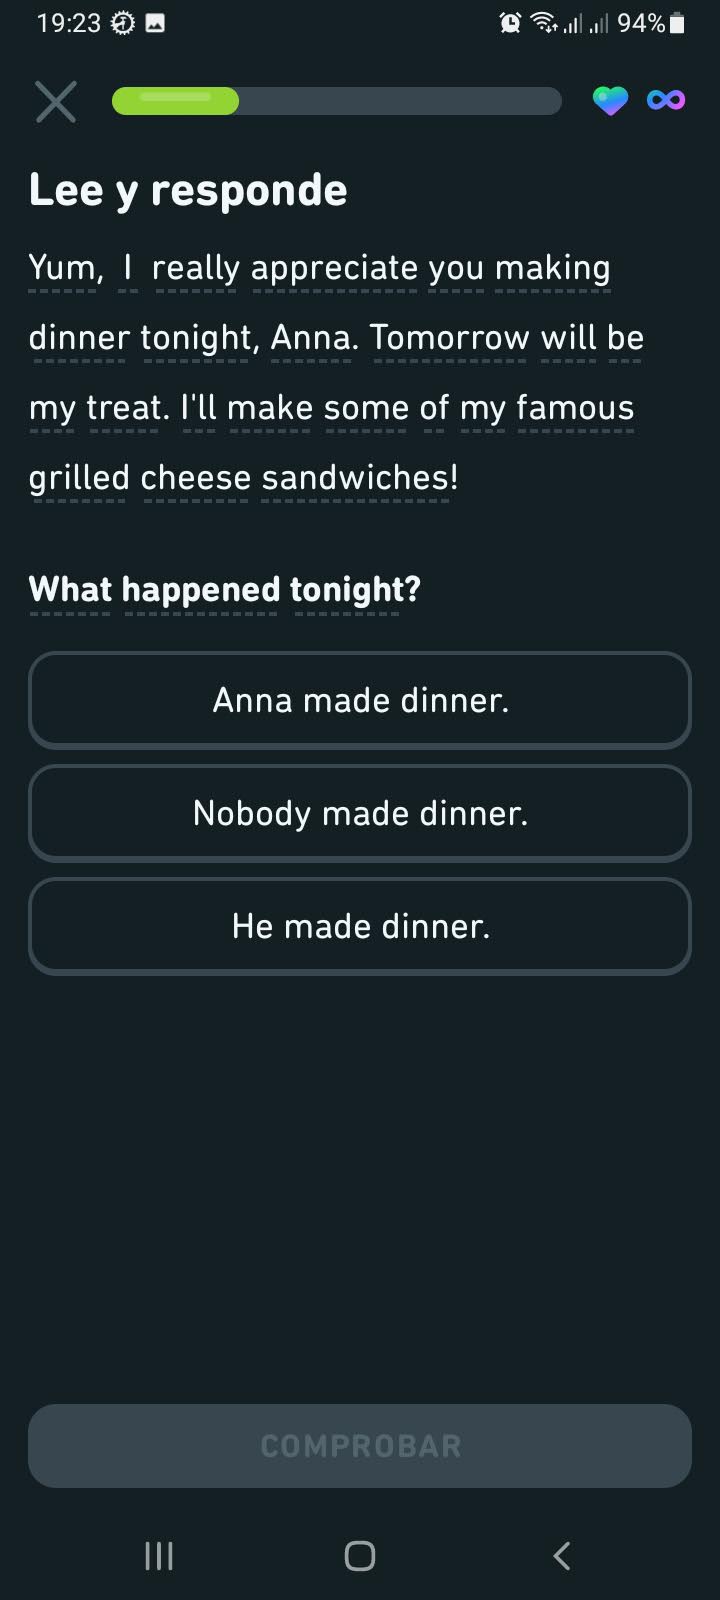 19:23
94%
Lee y responde
Yum, I really appreciate you making
dinner tonight, Anna. Tomorrow will be
my treat. I'll make some of my famous
grilled cheese sandwiches!
What happened tonight?
Anna made dinner.
Nobody made dinner.
He made dinner.
COMPROBAR